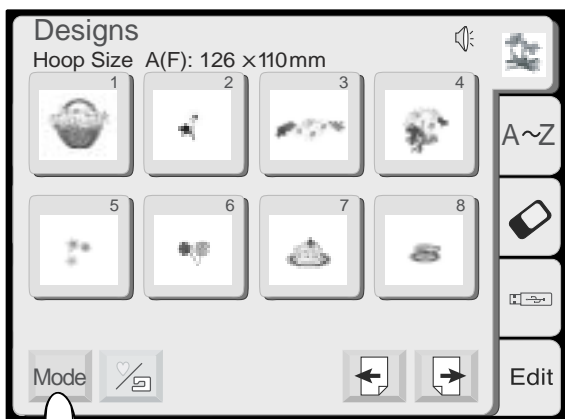 Designs
Hoop Size A(F): 126 ×110mm
1 2 3 4
A~Z
5 6 7 8
Mode
Edit